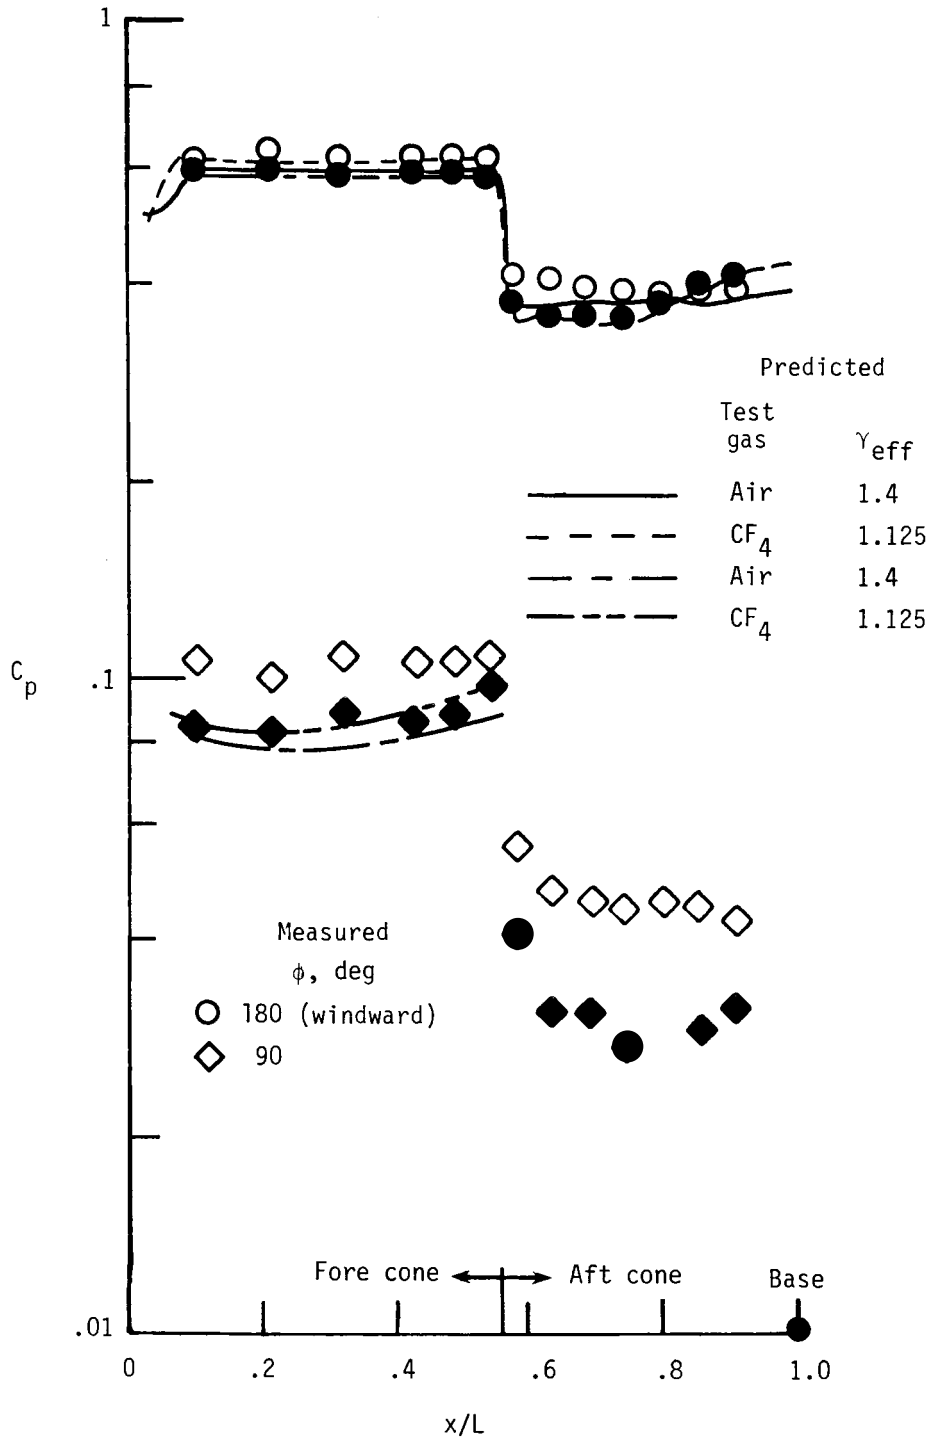 1
Predicted
Test gas γeff
Air 1.4
CF4 1.125
Air 1.4
CF4 1.125
Cp
.1
Measured
ϕ, deg
180 (windward)
90
Fore cone Aft cone Base
.01
0 .2 .4 .6 .8 1.0
x/L